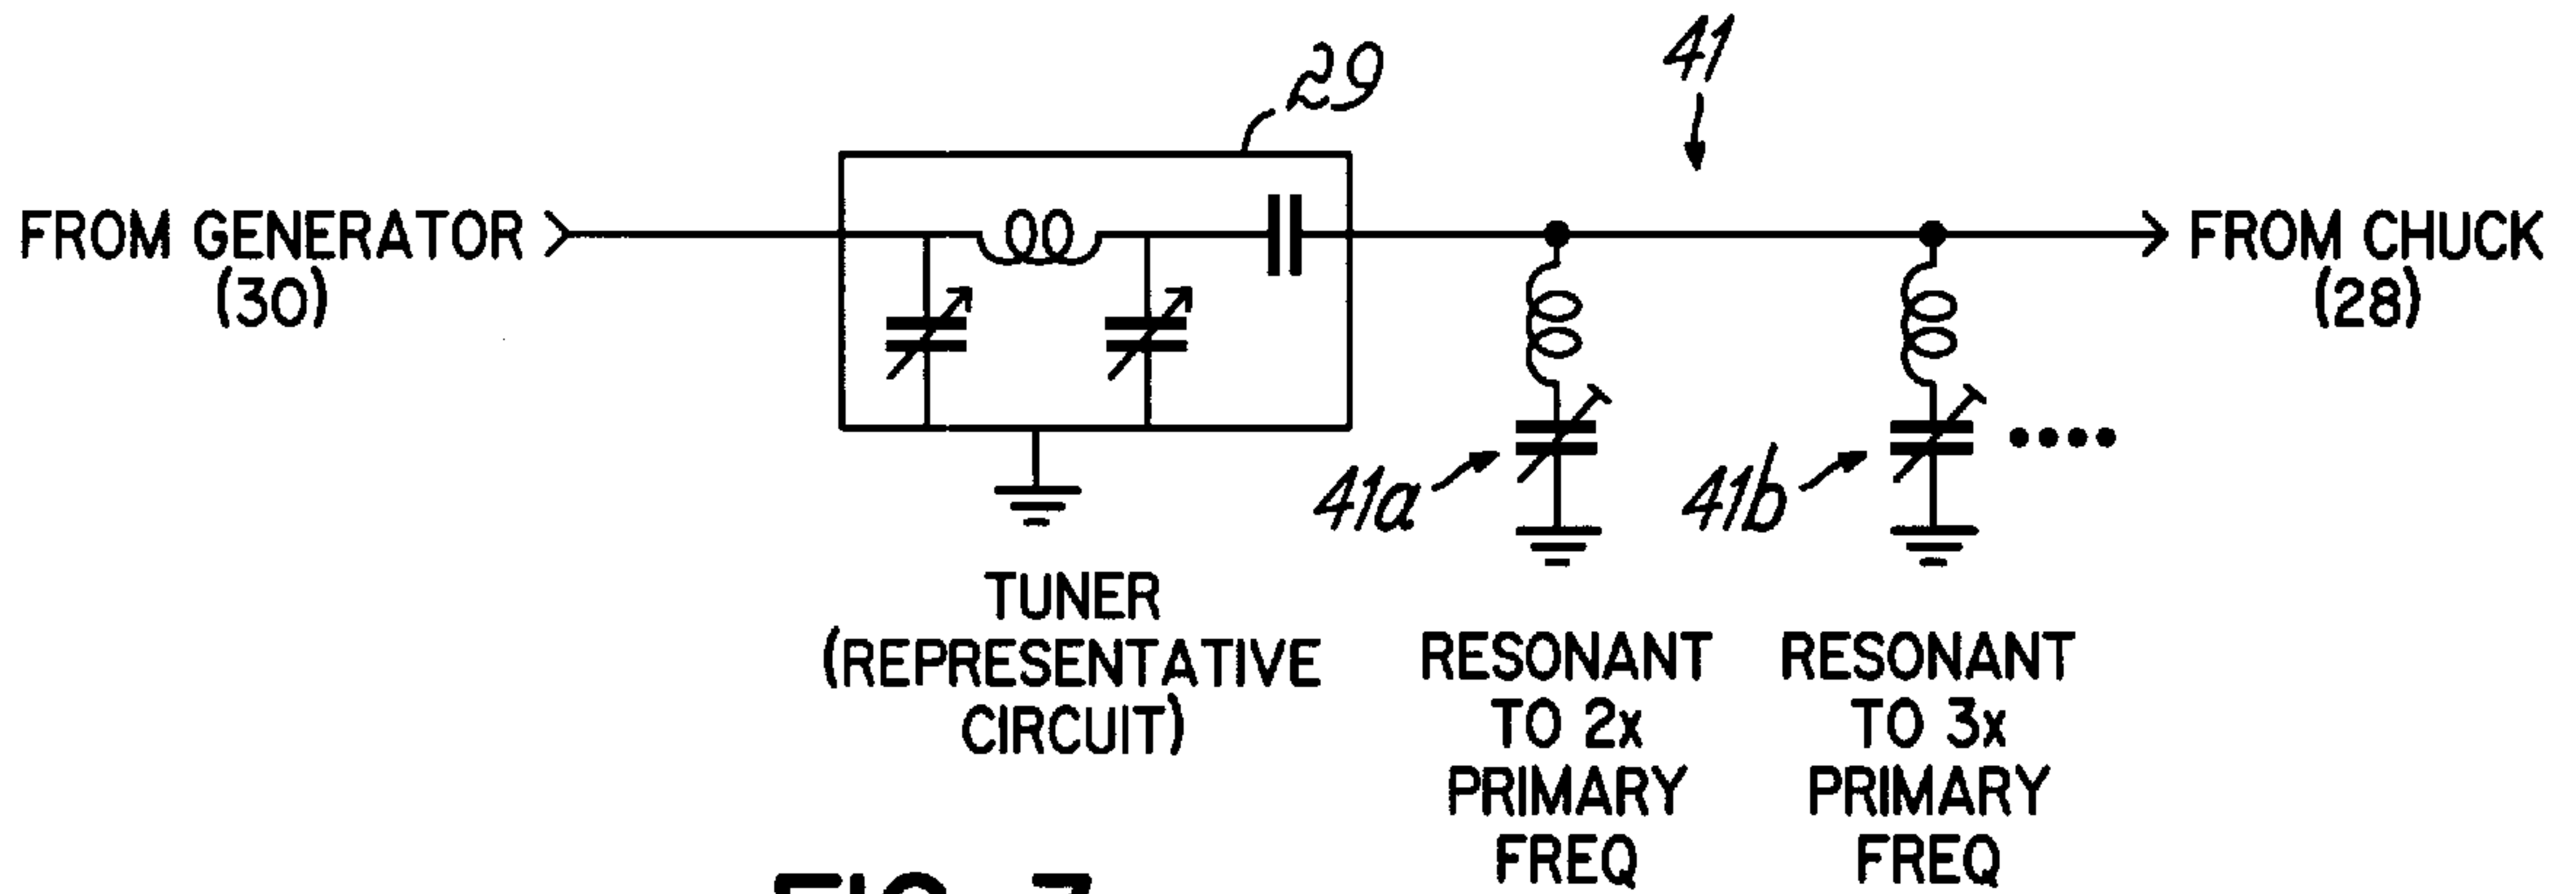 41
29
FROM GENERATOR
(30)
FROM CHUCK
(28)
41a
41b
TUNER
(REPRESENTATIVE
CIRCUIT)
RESONANT
TO 2x
PRIMARY
FREQ
RESONANT
TO 3x
PRIMARY
FREQ